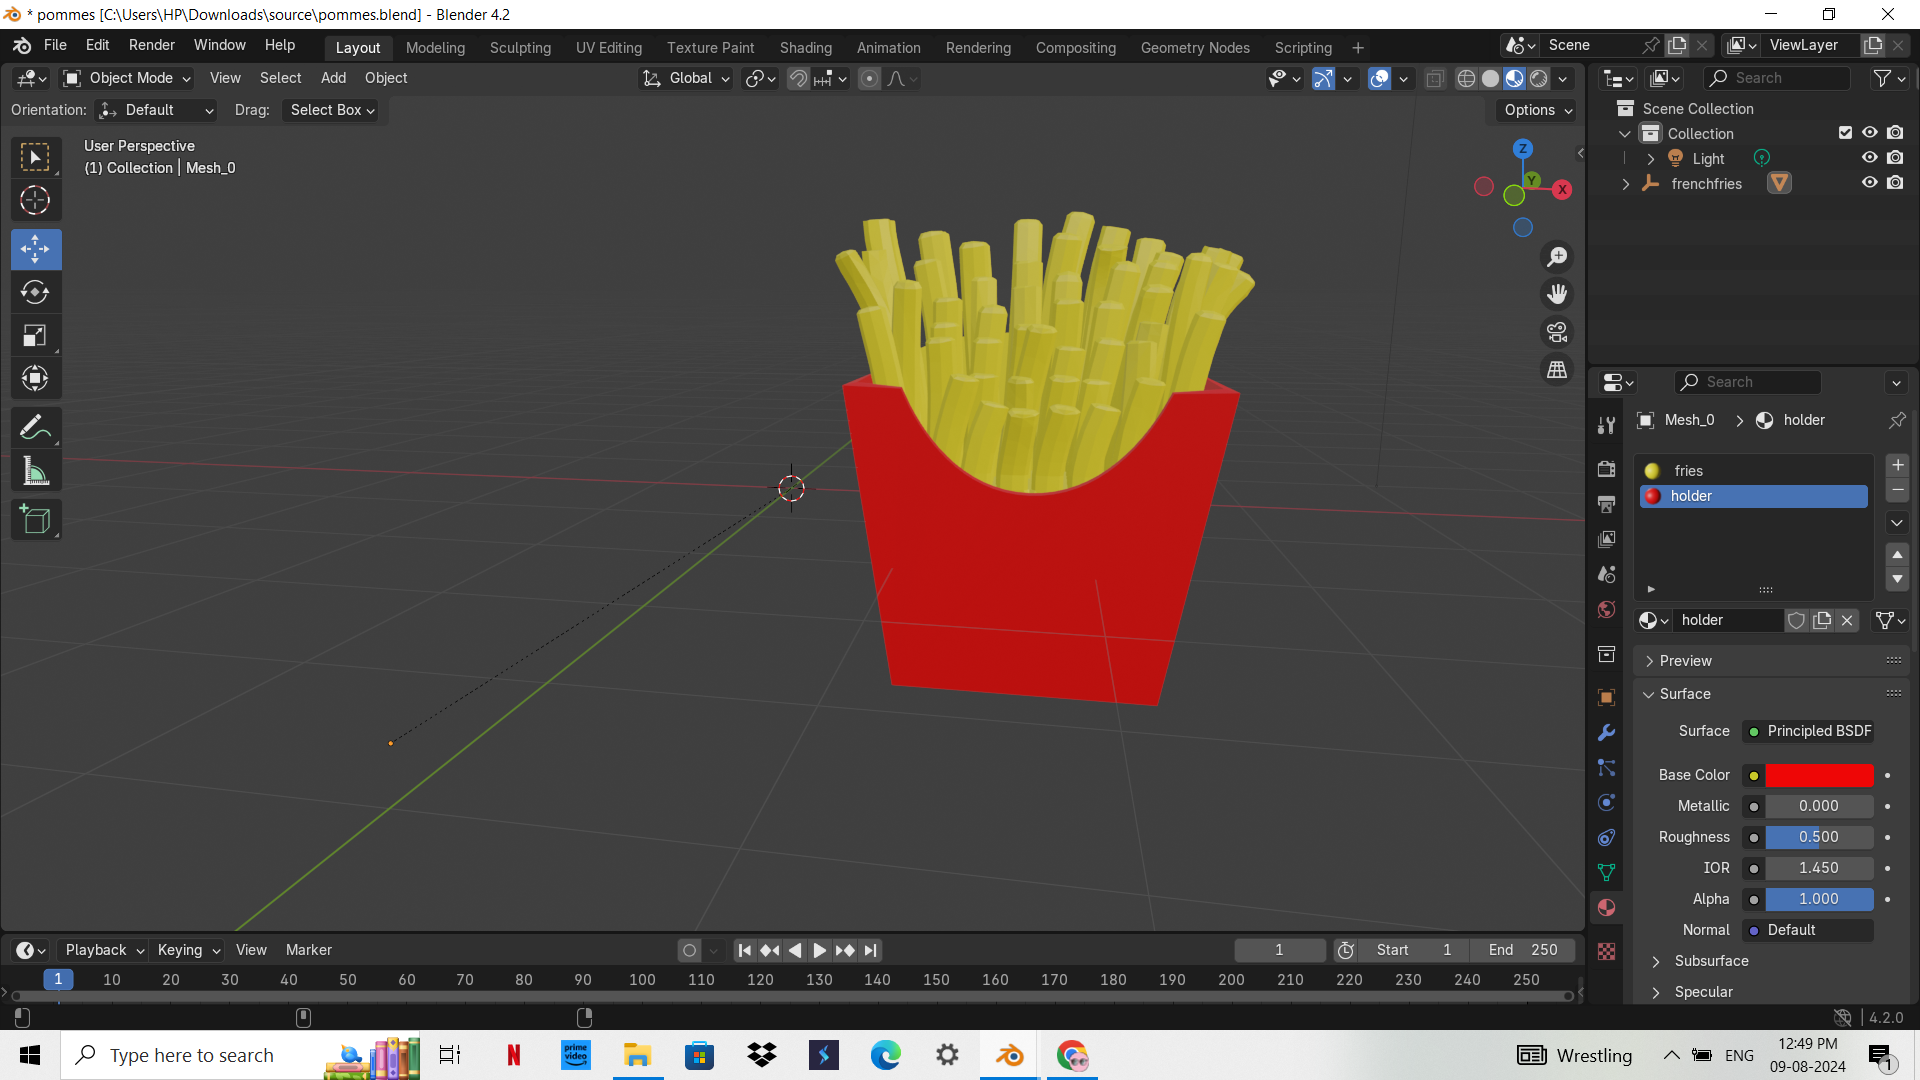 * pommes [C:\Users\HP\Downloads\source\pommes.blend] - Blender 4.2
File Edit Render Window Help Layout Modeling Sculpting UV Editing Texture Paint Shading Animation Rendering Compositing Geometry Nodes Scripting + Scene ViewLayer
Object Mode View Select Add Object Global Search
Orientation: Default Drag: Select Box Options
User Perspective
(1) Collection | Mesh_0
Z
Y
X
Scene Collection
Collection
Light
frenchfries
Search
Mesh_0 > holder
fries
holder
holder
Preview
Surface
Surface Principled BSDF
Base Color
Metallic 0.000
Roughness 0.500
IOR 1.450
Alpha 1.000
Normal Default
Subsurface
Specular
Playback Keying View Marker 1 Start 1 End 250
1 10 20 30 40 50 60 70 80 90 100 110 120 130 140 150 160 170 180 190 200 210 220 230 240 250
4.2.0
Type here to search N prime video Wrestling ENG 12:49 PM
09-08-2024 1